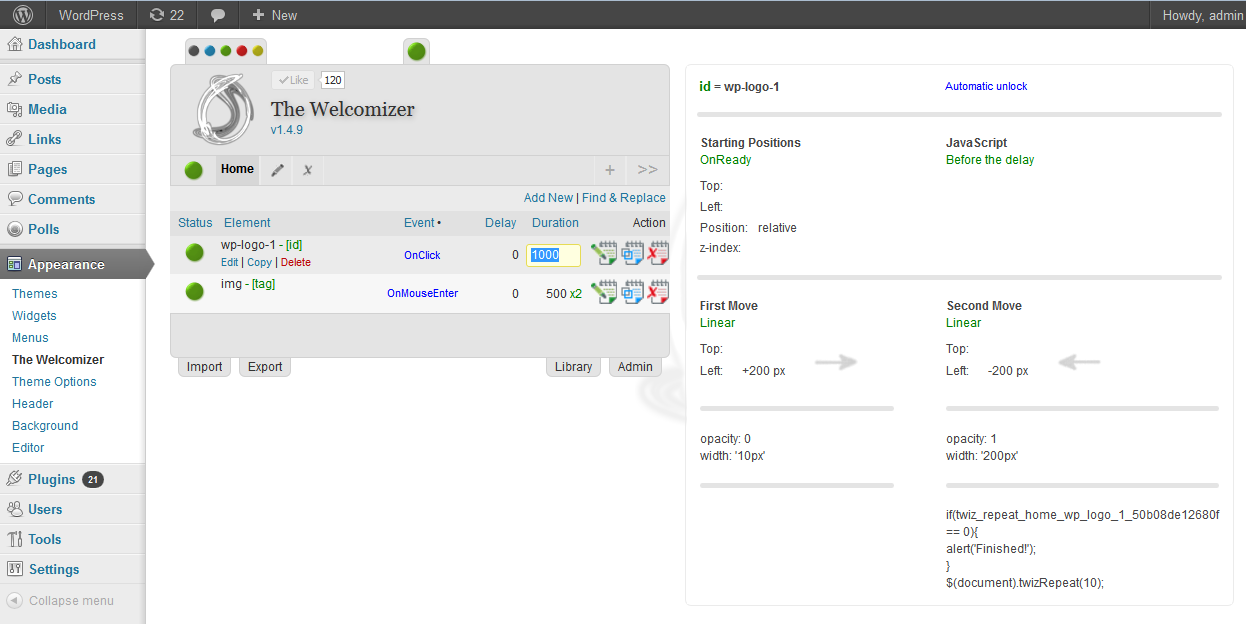 WordPress 22 + New Howdy, admin
Dashboard
Posts
Media
Links
Pages
Comments
Polls
Appearance
Themes
Widgets
Menus
The Welcomizer
Theme Options
Header
Background
Editor
Plugins 21
Users
Tools
Settings
Collapse menu
Like 120
The Welcomizer
v1.4.9
Home x + >>
Add New | Find & Replace
Status Element Event • Delay Duration Action
wp-logo-1 - [id] OnClick 0 1000
Edit | Copy | Delete
img - [tag] OnMouseEnter 0 500 x2
Import Export Library Admin
id = wp-logo-1 Automatic unlock
Starting Positions JavaScript
OnReady Before the delay
Top:
Left:
Position: relative
z-index:
First Move Second Move
Linear Linear
Top: Top:
Left: +200 px Left: -200 px
opacity: 0 opacity: 1
width: '10px' width: '200px'
if(twiz_repeat_home_wp_logo_1_50b08de12680f
== 0){
alert('Finished!');
}
$(document).twizRepeat(10);